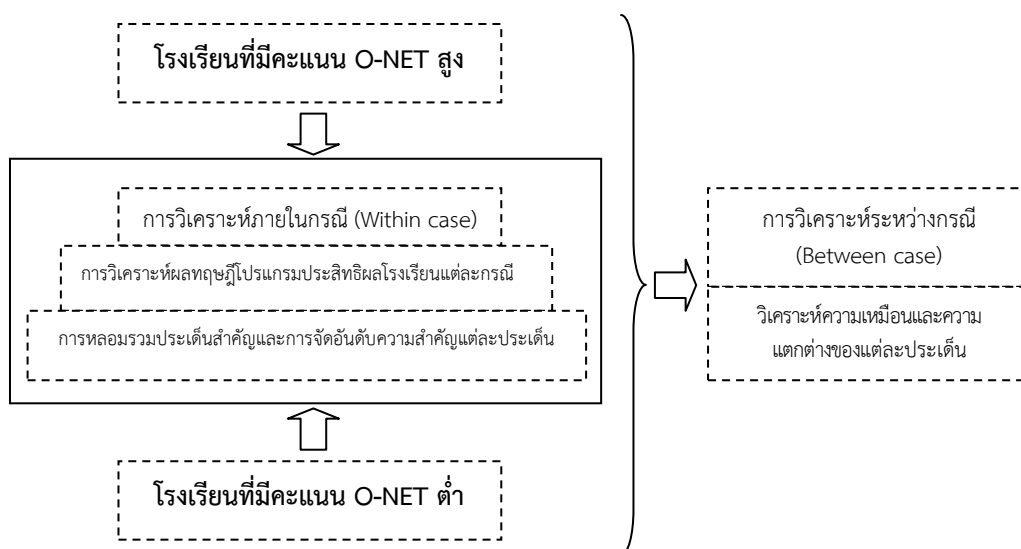 โรงเรียนที่มีคะแนน O-NET สูง
การวิเคราะห์ภายในกรณี (Within case)
การวิเคราะห์ผลทฤษฎีโปรแกรมประสิทธิผลโรงเรียนแต่ละกรณี
การหลอมรวมประเด็นสำคัญและการจัดอันดับความสำคัญแต่ละประเด็น
โรงเรียนที่มีคะแนน O-NET ต่ำ
การวิเคราะห์ระหว่างกรณี
(Between case)
วิเคราะห์ความเหมือนและความ
แตกต่างของแต่ละประเด็น